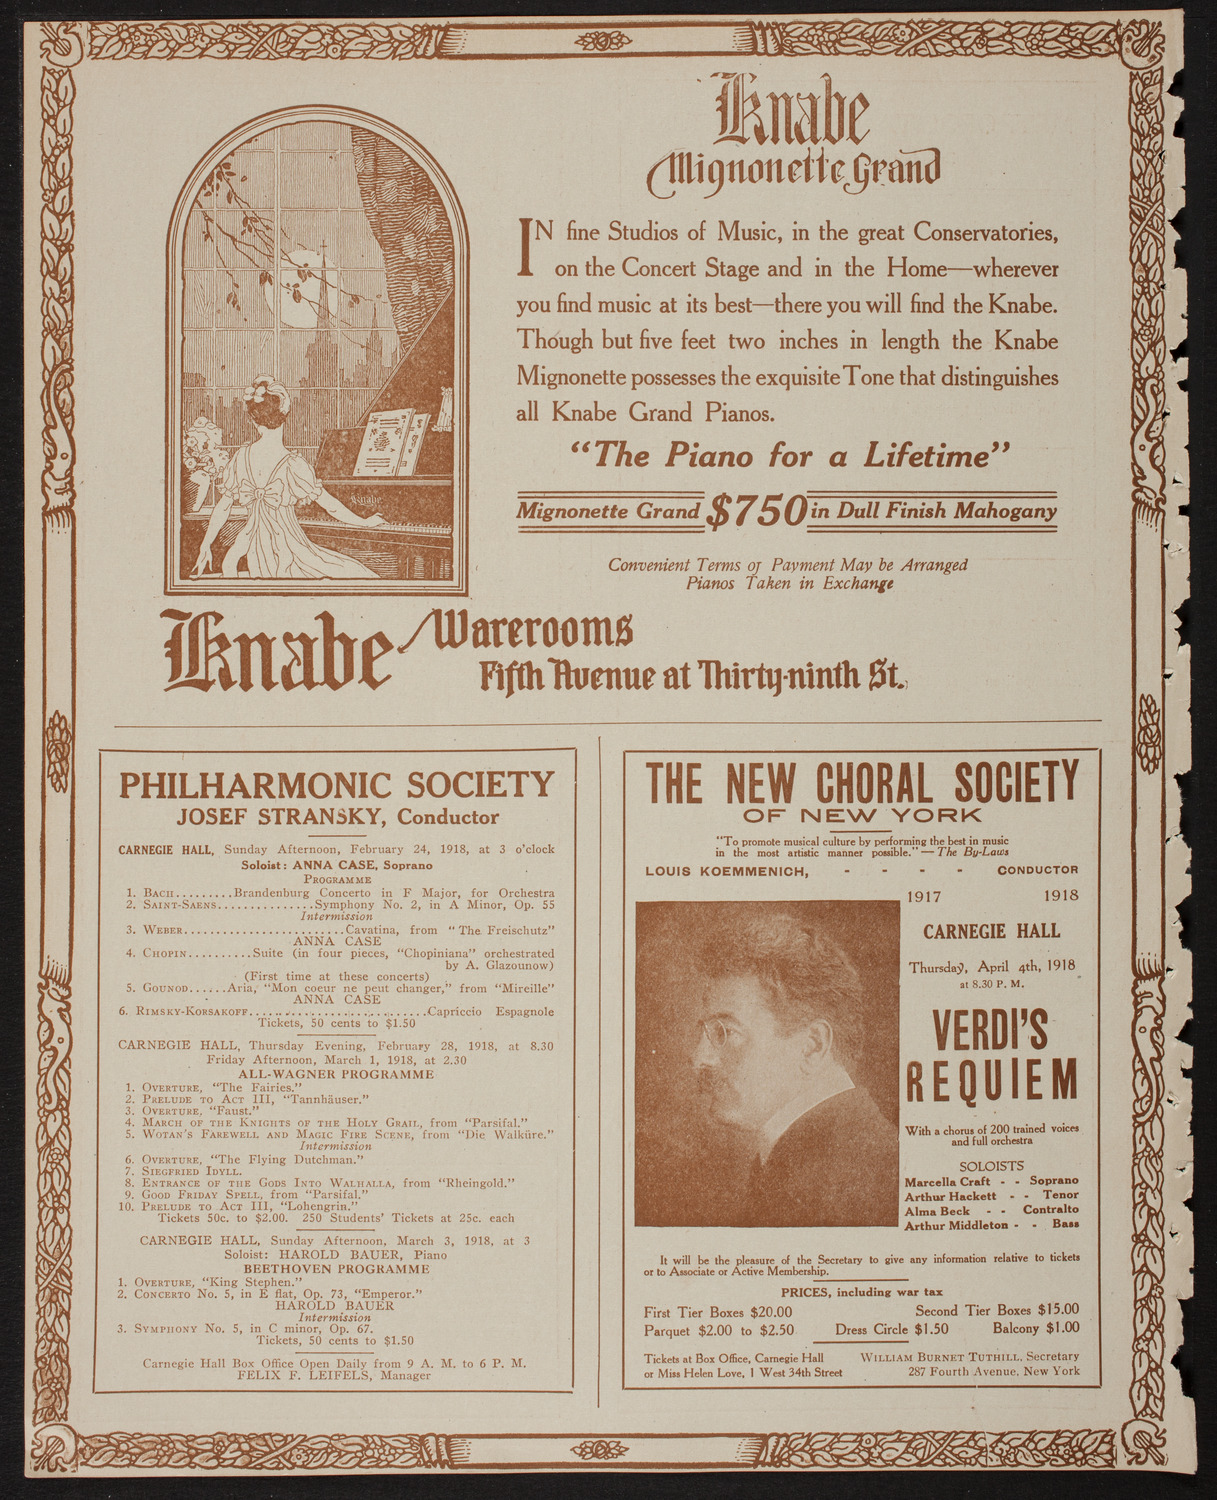 Knabe
Mignonette Grand
IN fine Studios of Music, in the great Conservatories,
on the Concert Stage and in the Home—wherever
you find music at its best—there you will find the Knabe.
Though but five feet two inches in length the Knabe
Mignonette possesses the exquisite Tone that distinguishes
all Knabe Grand Pianos.
"The Piano for a Lifetime"
Mignonette Grand $750 in Dull Finish Mahogany
Convenient Terms of Payment May be Arranged
Pianos Taken in Exchange
Knabe
Knabe Warerooms
Fifth Avenue at Thirty-ninth St.
PHILHARMONIC SOCIETY
JOSEF STRANSKY, Conductor
CARNEGIE HALL, Sunday Afternoon, February 24, 1918, at 3 o'clock
Soloist: ANNA CASE, Soprano
PROGRAMME
1. BACH.........Brandenburg Concerto in F Major, for Orchestra
2. SAINT-SAENS...............Symphony No. 2, in A Minor, Op. 55
Intermission
3. WEBER........................Cavatina, from "The Freischutz"
ANNA CASE
4. CHOPIN..........Suite (in four pieces, "Chopiniana" orchestrated
by A. Glazounow)
(First time at these concerts)
5. GOUNOD......Aria, "Mon coeur ne peut changer," from "Mireille"
ANNA CASE
6. RIMSKY-KORSAKOFF...........................Capriccio Espagnole
Tickets, 50 cents to $1.50
CARNEGIE HALL, Thursday Evening, February 28, 1918, at 8.30
Friday Afternoon, March 1, 1918, at 2.30
ALL-WAGNER PROGRAMME
1. OVERTURE, "The Fairies."
2. PRELUDE TO ACT III, "Tannhäuser."
3. OVERTURE, "Faust."
4. MARCH OF THE KNIGHTS OF THE HOLY GRAIL, from "Parsifal."
5. WOTAN'S FAREWELL AND MAGIC FIRE SCENE, from "Die Walküre."
Intermission
6. OVERTURE, "The Flying Dutchman."
7. SIEGFRIED IDYLL.
8. ENTRANCE OF THE GODS INTO WALHALLA, from "Rheingold."
9. GOOD FRIDAY SPELL, from "Parsifal."
10. PRELUDE TO ACT III, "Lohengrin."
Tickets 50c. to $2.00. 250 Students' Tickets at 25c. each
CARNEGIE HALL, Sunday Afternoon, March 3, 1918, at 3
Soloist: HAROLD BAUER, Piano
BEETHOVEN PROGRAMME
1. OVERTURE, "King Stephen."
2. CONCERTO No. 5, in E flat, Op. 73, "Emperor."
HAROLD BAUER
Intermission
3. SYMPHONY No. 5, in C minor, Op. 67.
Tickets, 50 cents to $1.50
Carnegie Hall Box Office Open Daily from 9 A. M. to 6 P. M.
FELIX F. LEIFELS, Manager
THE NEW CHORAL SOCIETY
OF NEW YORK
"To promote musical culture by performing the best in music
in the most artistic manner possible."—The By-Laws
LOUIS KOEMMENICH, - - - - CONDUCTOR
1917 1918
CARNEGIE HALL
Thursday, April 4th, 1918
at 8.30 P. M.
VERDI'S
REQUIEM
With a chorus of 200 trained voices
and full orchestra
SOLOISTS
Marcella Craft - - Soprano
Arthur Hackett - - Tenor
Alma Beck - - Contralto
Arthur Middleton - - Bass
It will be the pleasure of the Secretary to give any information relative to tickets
or to Associate or Active Membership.
PRICES, including war tax
First Tier Boxes $20.00 Second Tier Boxes $15.00
Parquet $2.00 to $2.50 Dress Circle $1.50 Balcony $1.00
Tickets at Box Office, Carnegie Hall WILLIAM BURNET TUTHILL, Secretary
or Miss Helen Love, 1 West 34th Street 287 Fourth Avenue, New York